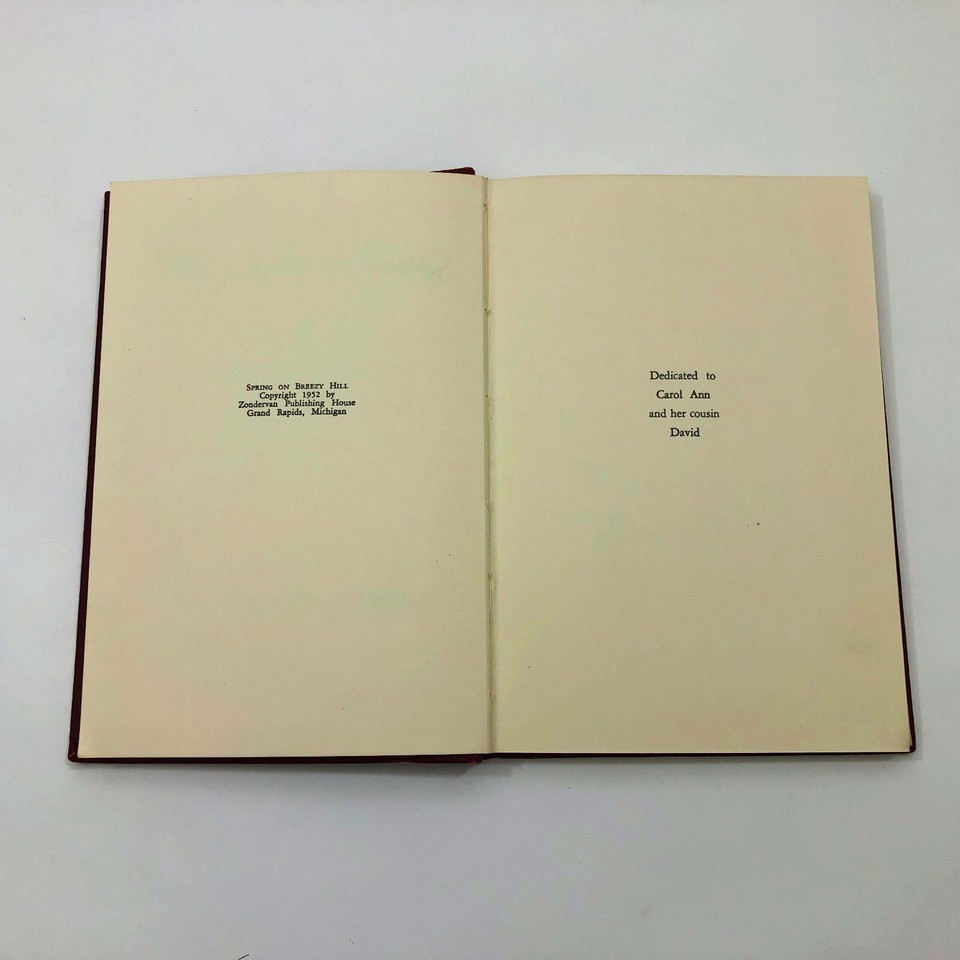 SPRING ON BREEZY HILL
Copyright 1952 by
Zondervan Publishing House
Grand Rapids, Michigan
Dedicated to
Carol Ann
and her cousin
David